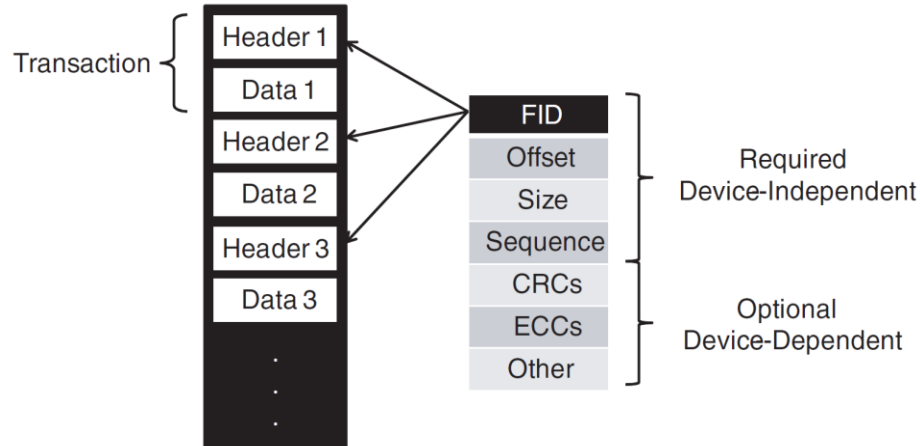 Transaction
Header 1
Data 1
Header 2
Data 2
Header 3
Data 3
.
.
.
FID
Offset
Size
Sequence
CRCs
ECCs
Other
Required
Device-Independent
Optional
Device-Dependent